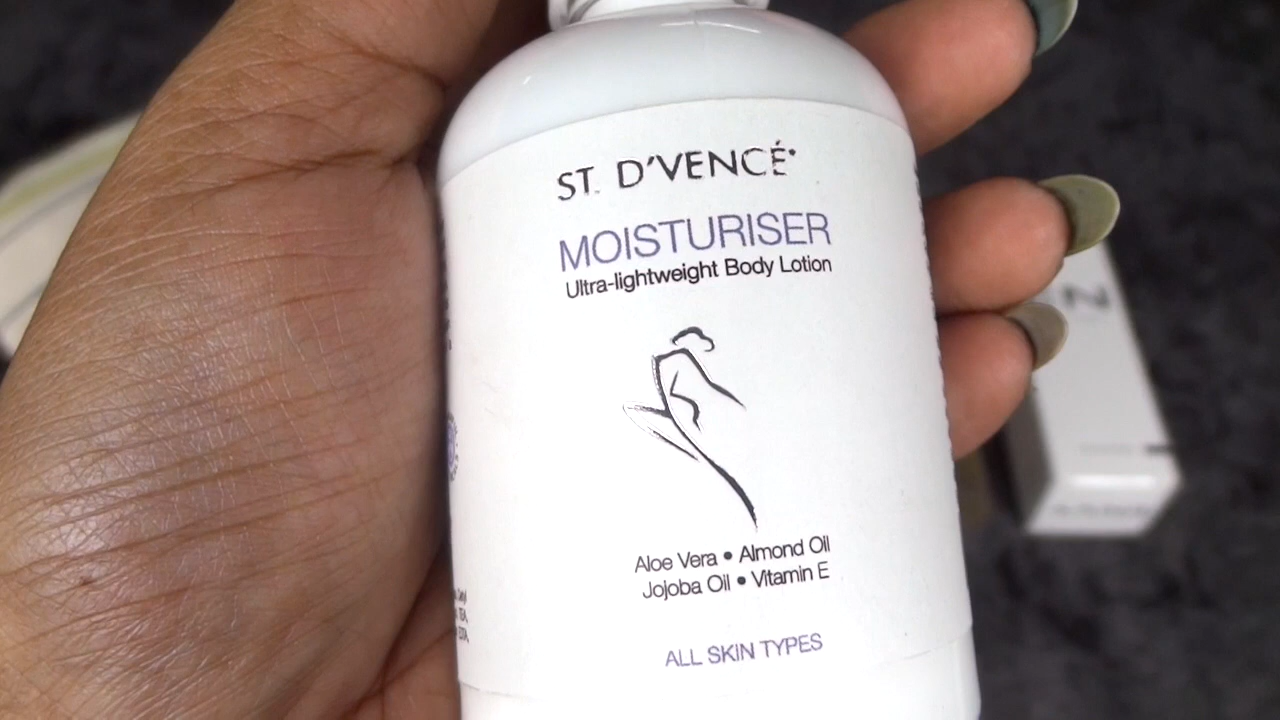 ST. D'VENCÉ
MOISTURISER
Ultra-lightweight Body Lotion
Aloe Vera • Almond Oil
Jojoba Oil • Vitamin E
ALL SKIN TYPES